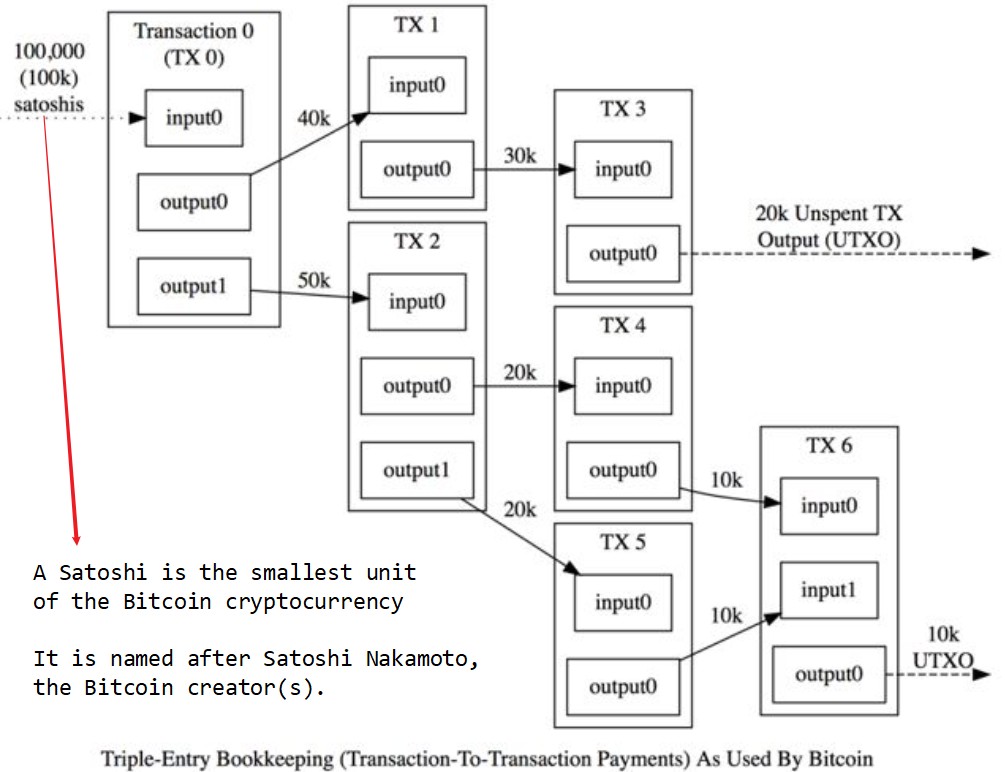 100,000
(100k)
satoshis
Transaction 0
(TX 0)
input0
output0
output1
40k
50k
TX 1
input0
output0
30k
TX 2
input0
output0
output1
20k
20k
TX 3
input0
output0
20k Unspent TX
Output (UTXO)
TX 4
input0
output0
10k
TX 5
input0
output0
10k
TX 6
input0
input1
output0
10k
UTXO
A Satoshi is the smallest unit
of the Bitcoin cryptocurrency
It is named after Satoshi Nakamoto,
the Bitcoin creator(s).
Triple-Entry Bookkeeping (Transaction-To-Transaction Payments) As Used By Bitcoin